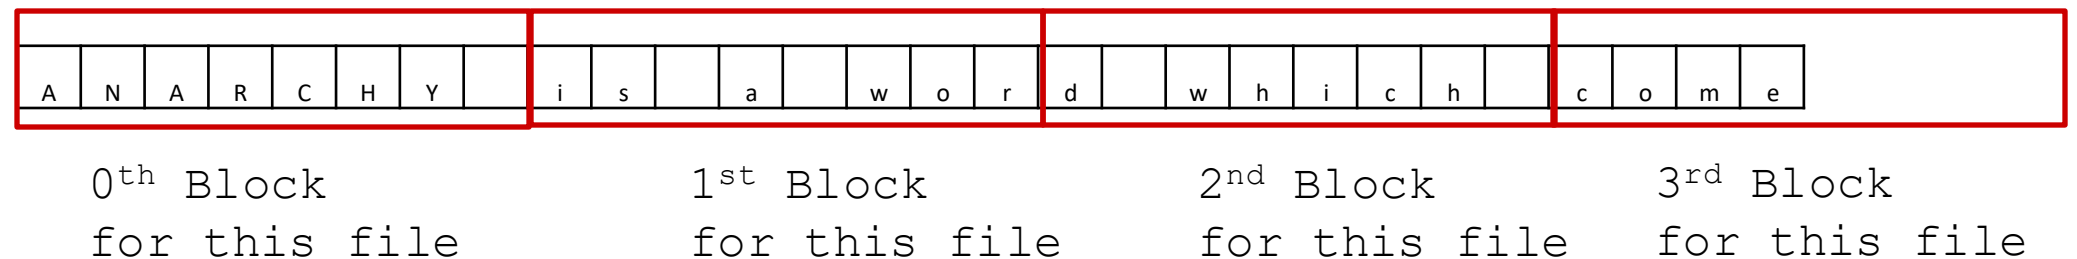 A N A R C H Y i s a w o r d w h i c h c o m e
0th Block 1st Block 2nd Block 3rd Block
for this file for this file for this file for this file